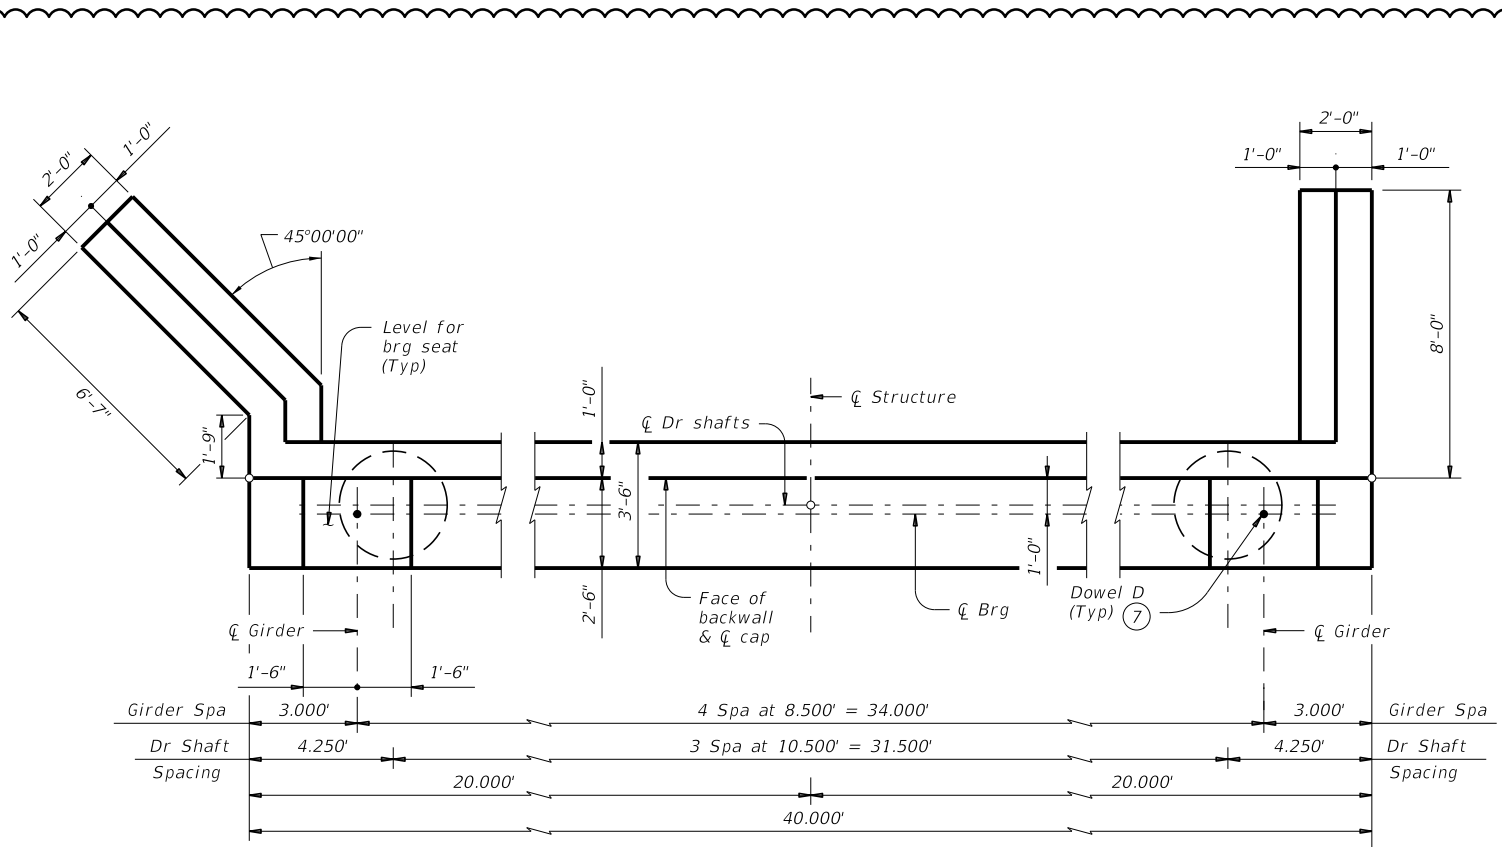 2'-0"
1'-0" 1'-0"
1'-0"
2'-0"
1'-0"
45°00'00"
8'-0"
Level for
brg seat
(Typ)
6'-7"
1'-9"
1'-0"
℄ Structure
℄ Dr shafts
3'-6"
1'-0"
2'-6"
Face of
backwall
& ℄ cap
℄ Brg
Dowel D
(Typ) 7
℄ Girder
℄ Girder
1'-6" 1'-6"
Girder Spa 3.000' 4 Spa at 8.500' = 34.000' 3.000' Girder Spa
Dr Shaft 4.250' 3 Spa at 10.500' = 31.500' 4.250' Dr Shaft
Spacing Spacing
20.000' 20.000'
40.000'